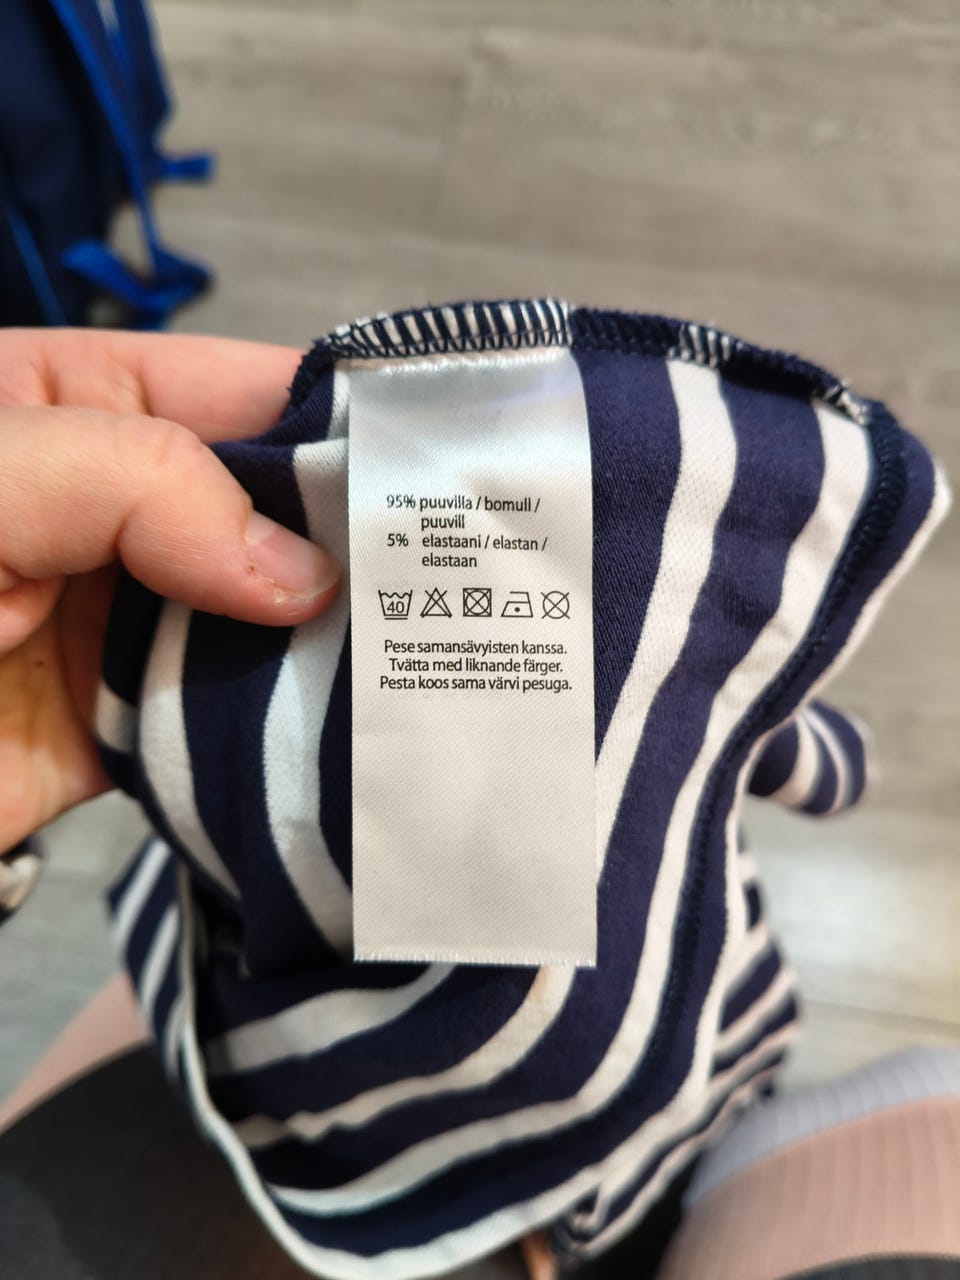 95% puuvilla / bomull /
puuvill
5% elastaani / elastan /
elastaan
40
Pese samansävyisten kanssa.
Tvätta med liknande färger.
Pesta koos sama värvi pesuga.